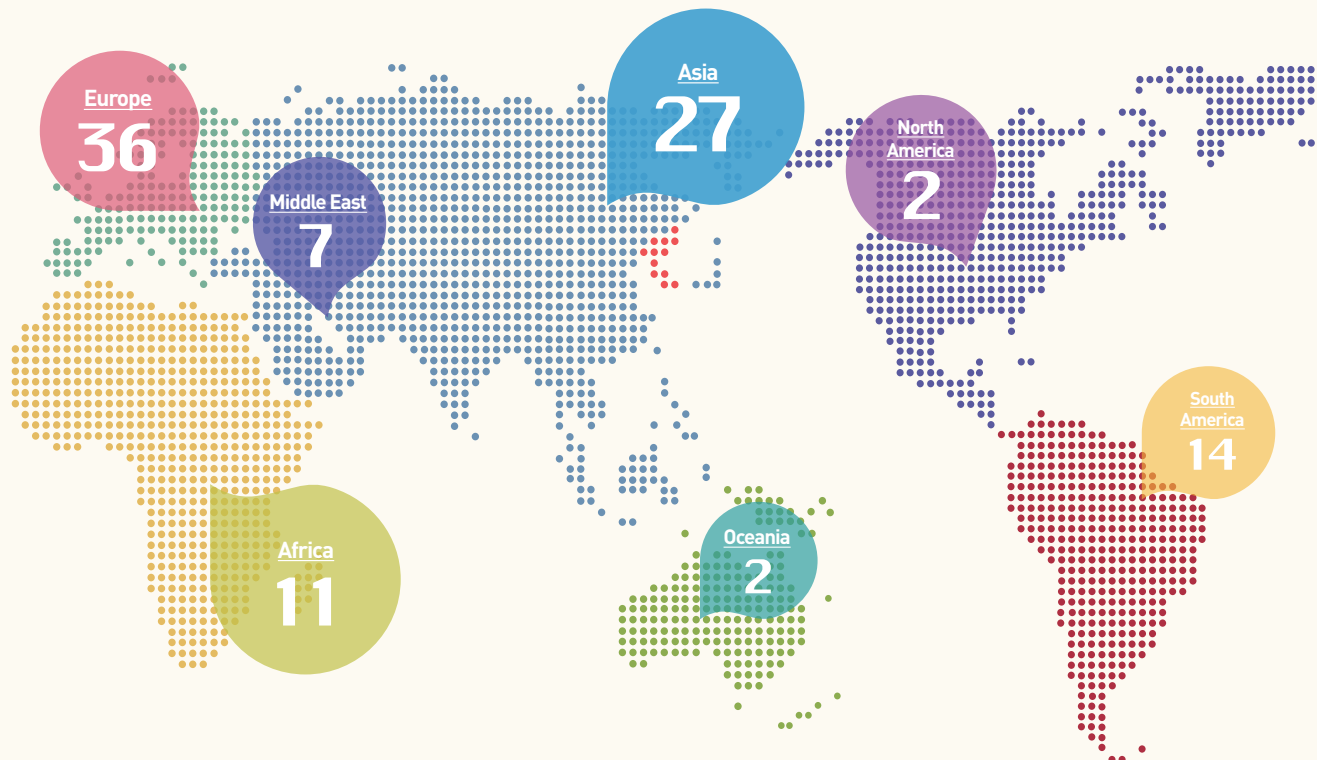 Europe
36
Middle East
7
Asia
27
North
America
2
South
America
14
Africa
11
Oceania
2